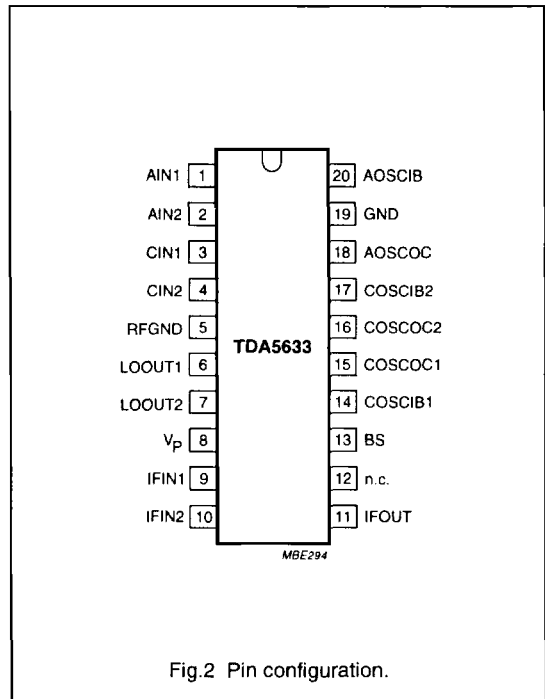 AIN1 1 20 AOSCIB
AIN2 2 19 GND
CIN1 3 18 AOSCOC
CIN2 4 17 COSCIB2
RFGND 5 16 COSCOC2
TDA5633
LOOUT1 6 15 COSCOC1
LOOUT2 7 14 COSCIB1
VP 8 13 BS
IFIN1 9 12 n.c.
IFIN2 10 11 IFOUT
MBE294
Fig.2 Pin configuration.